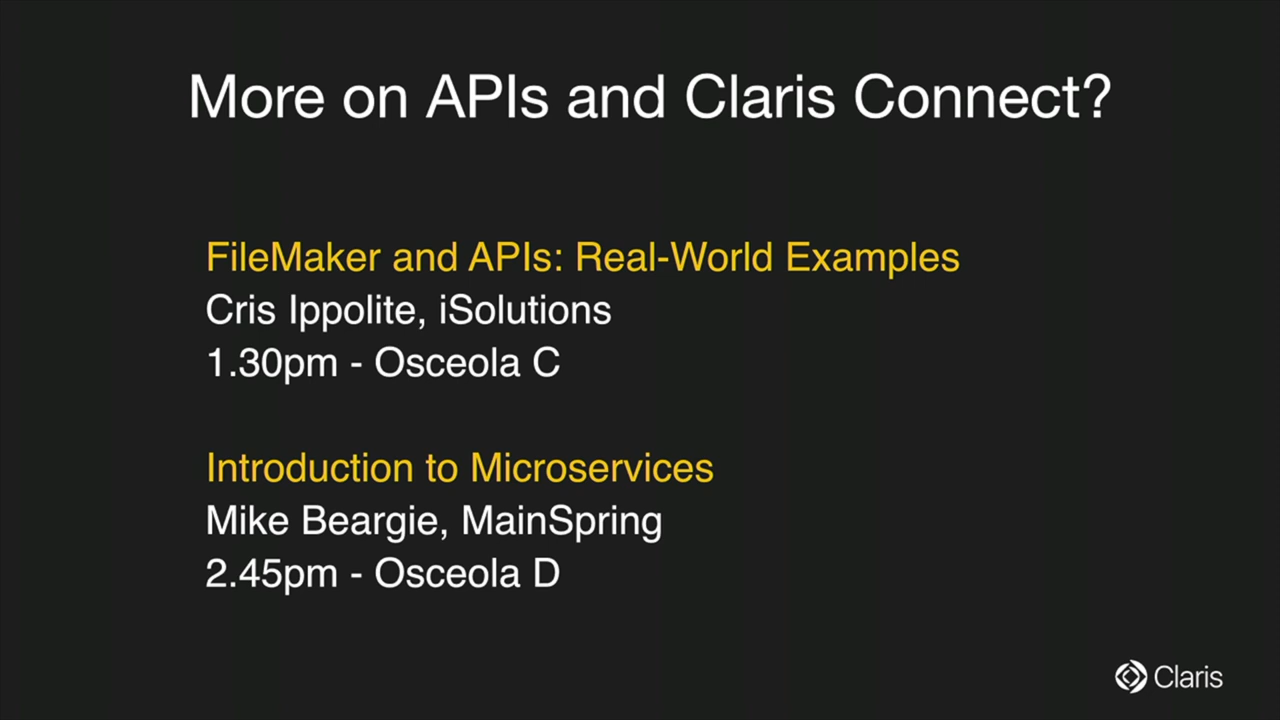 More on APIs and Claris Connect?
FileMaker and APIs: Real-World Examples
Cris Ippolite, iSolutions
1.30pm - Osceola C
Introduction to Microservices
Mike Beargie, MainSpring
2.45pm - Osceola D
Claris